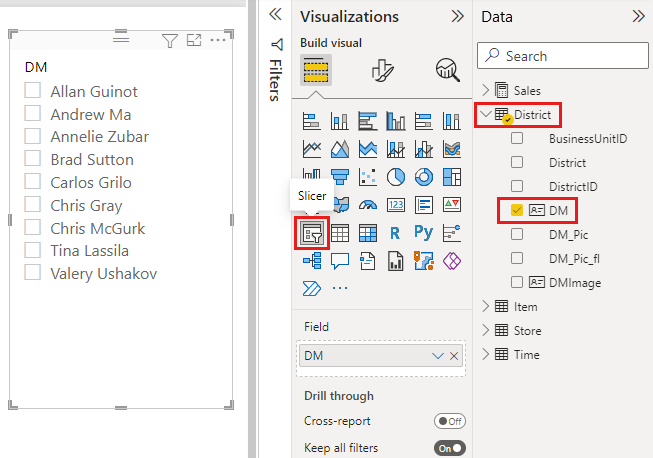 DM
Allan Guinot
Andrew Ma
Annelie Zubar
Brad Sutton
Carlos Grilo
Chris Gray
Chris McGurk
Tina Lassila
Valery Ushakov
Filters
Visualizations
Build visual
Slicer
123
R
Py
Field
DM
Drill through
Cross-report
Off
Keep all filters
On
Data
Search
Sales
District
BusinessUnitID
District
DistrictID
DM
DM_Pic
DM_Pic_fl
DMImage
Item
Store
Time